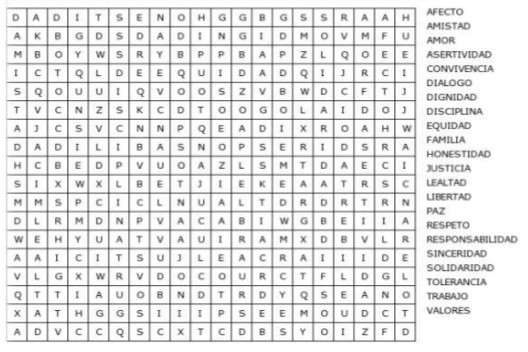 D A D I T S E N O H G G B G S S R A A H
A K B G D S D A D I N G I D M O V M F U
M B O Y W S R Y B P P B A P Z L Q O E E
I C T Q L D E E Q U I D A D Q I J R C I
S Q O U U I Q V O O S Z V B W D C F T J
T V C N Z S K C D T O O G O L A I D O J
A J C S V C N N P Q E A D I X R O A H W
D A D I L I B A S N O P S E R I D S R A
H C B E D P V U O A Z L S M T D A E C I
S I X W X L B E T J I E K E A A T R S C
M M S P C I C L N U A L T D R D R T R N
D L R M D N P V A C A B I W G B E I I A
W E H Y U A T V A U I R A M X D B V L R
A A I C I T S U J L E A C R A I I I D E
V L G X W R V D O C O U R C T F L D G L
Q T T I A U O B N D T R D Y Q S E A N O
X A T H G G S I I I P S E E M O U D C T
A D V C C Q S C X T C D B S Y O I Z F D
AFECTO
AMISTAD
AMOR
ASERTIVIDAD
CONVIVENCIA
DIALOGO
DIGNIDAD
DISCIPLINA
EQUIDAD
FAMILIA
HONESTIDAD
JUSTICIA
LEALTAD
LIBERTAD
PAZ
RESPETO
RESPONSABILIDAD
SINCERIDAD
SOLIDARIDAD
TOLERANCIA
TRABAJO
VALORES